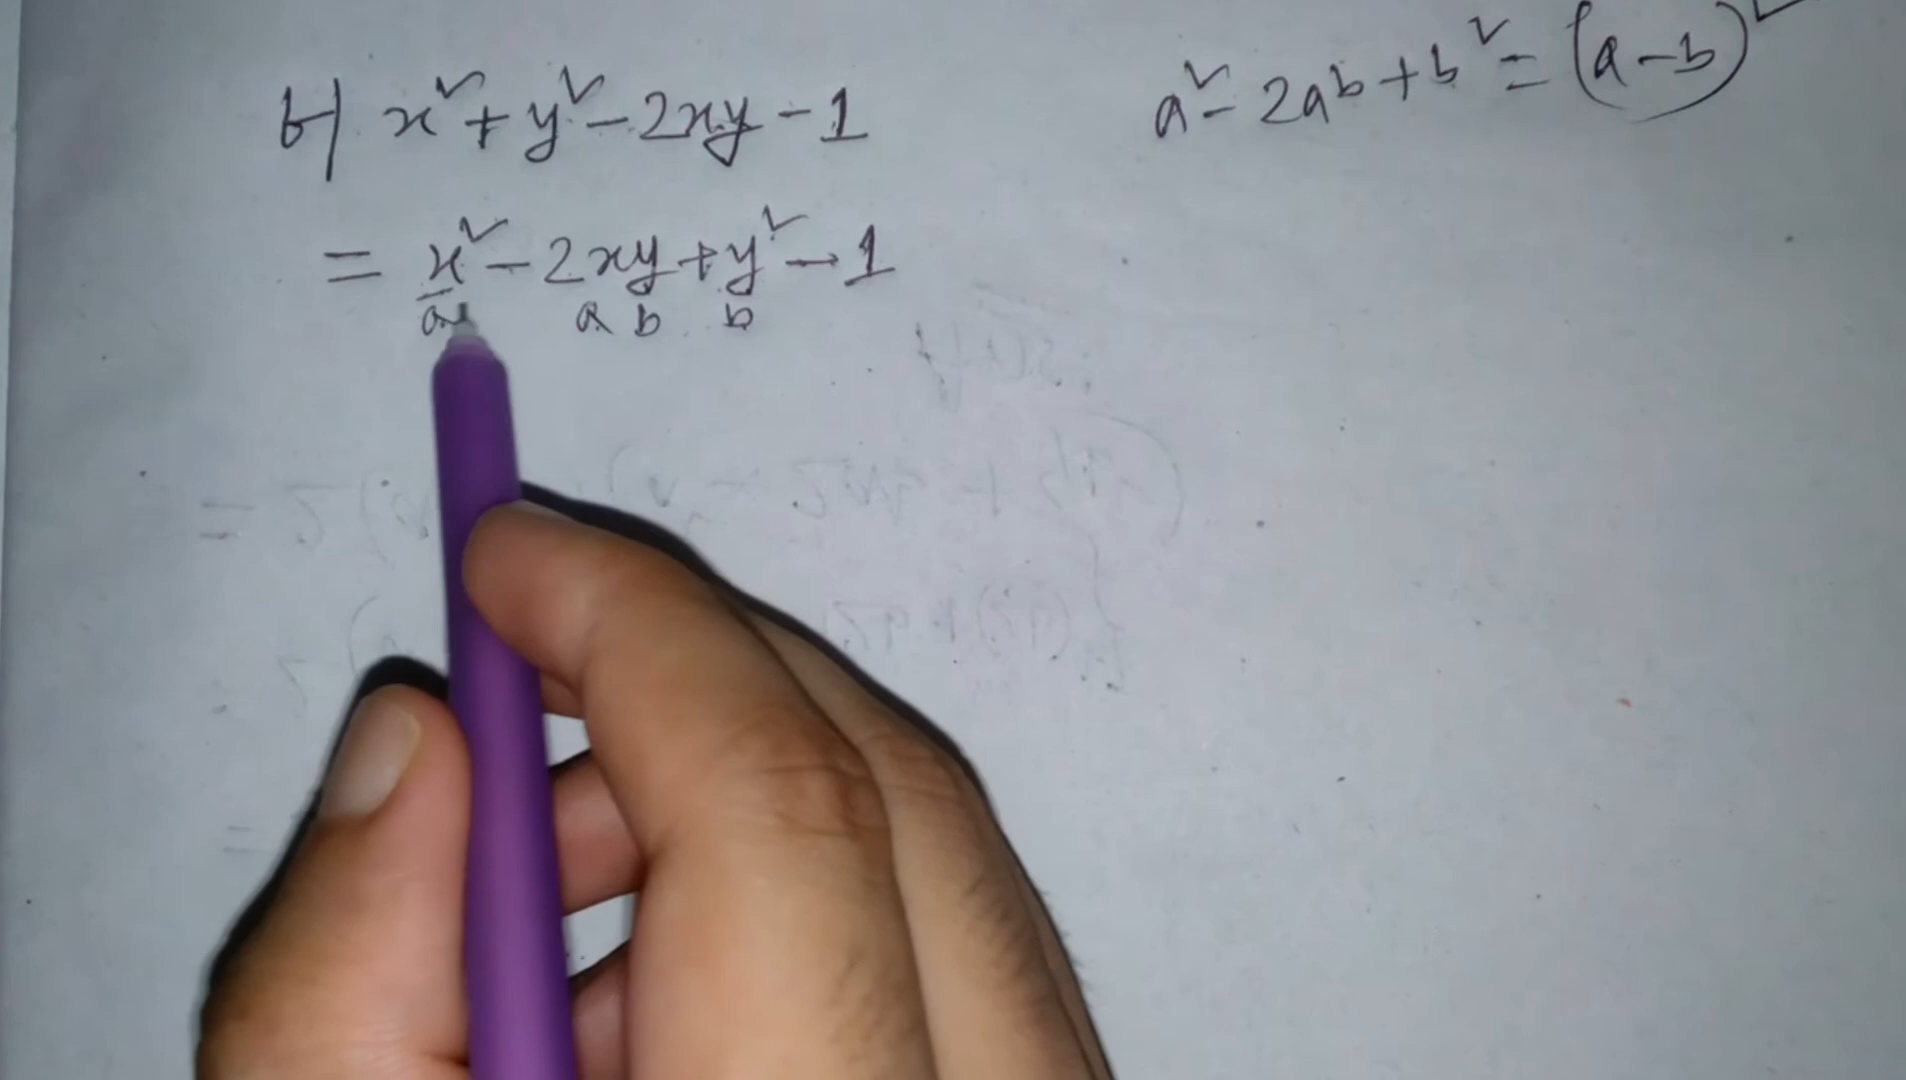 b) x² + y² - 2xy - 1
a² - 2ab + b² = (a - b)²
= x² - 2xy + y² - 1
a a b b